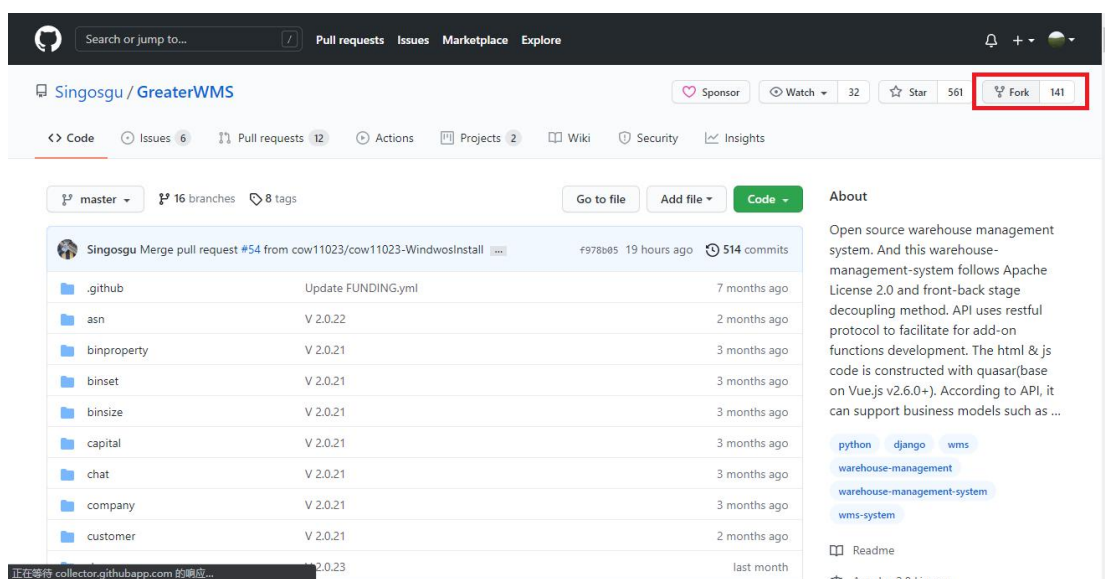 Search or jump to... / Pull requests Issues Marketplace Explore
Singosgu / GreaterWMS Sponsor Watch 32 Star 561 Fork 141
<> Code Issues 6 Pull requests 12 Actions Projects 2 Wiki Security Insights
master 16 branches 8 tags Go to file Add file Code
Singosgu Merge pull request #54 from cow11023/cow11023-WindwosInstall ... f978b05 19 hours ago 514 commits
.github Update FUNDING.yml 7 months ago
asn V 2.0.22 2 months ago
binproperty V 2.0.21 3 months ago
binset V 2.0.21 3 months ago
binsize V 2.0.21 3 months ago
capital V 2.0.21 3 months ago
chat V 2.0.21 3 months ago
company V 2.0.21 3 months ago
customer V 2.0.21 2 months ago
2.0.23 last month
正在等待 collector.githubapp.com 的响应...
About
Open source warehouse management
system. And this warehouse-
management-system follows Apache
License 2.0 and front-back stage
decoupling method. API uses restful
protocol to facilitate for add-on
functions development. The html & js
code is constructed with quasar(base
on Vue.js v2.6.0+). According to API, it
can support business models such as ...
python django wms
warehouse-management
warehouse-management-system
wms-system
Readme